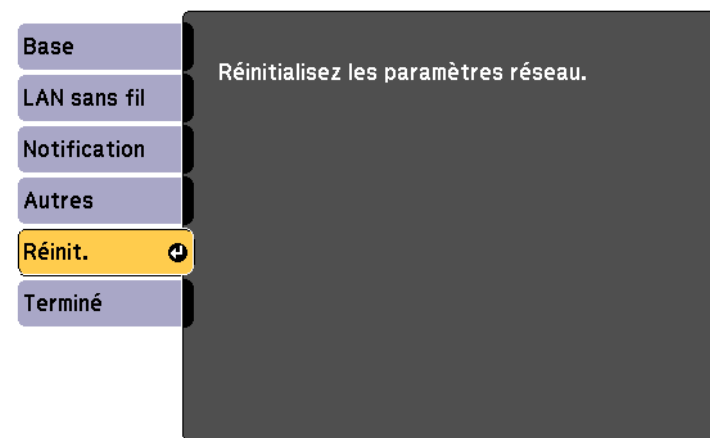 Base
LAN sans fil
Notification
Autres
Réinit.
Terminé
Réinitialisez les paramètres réseau.